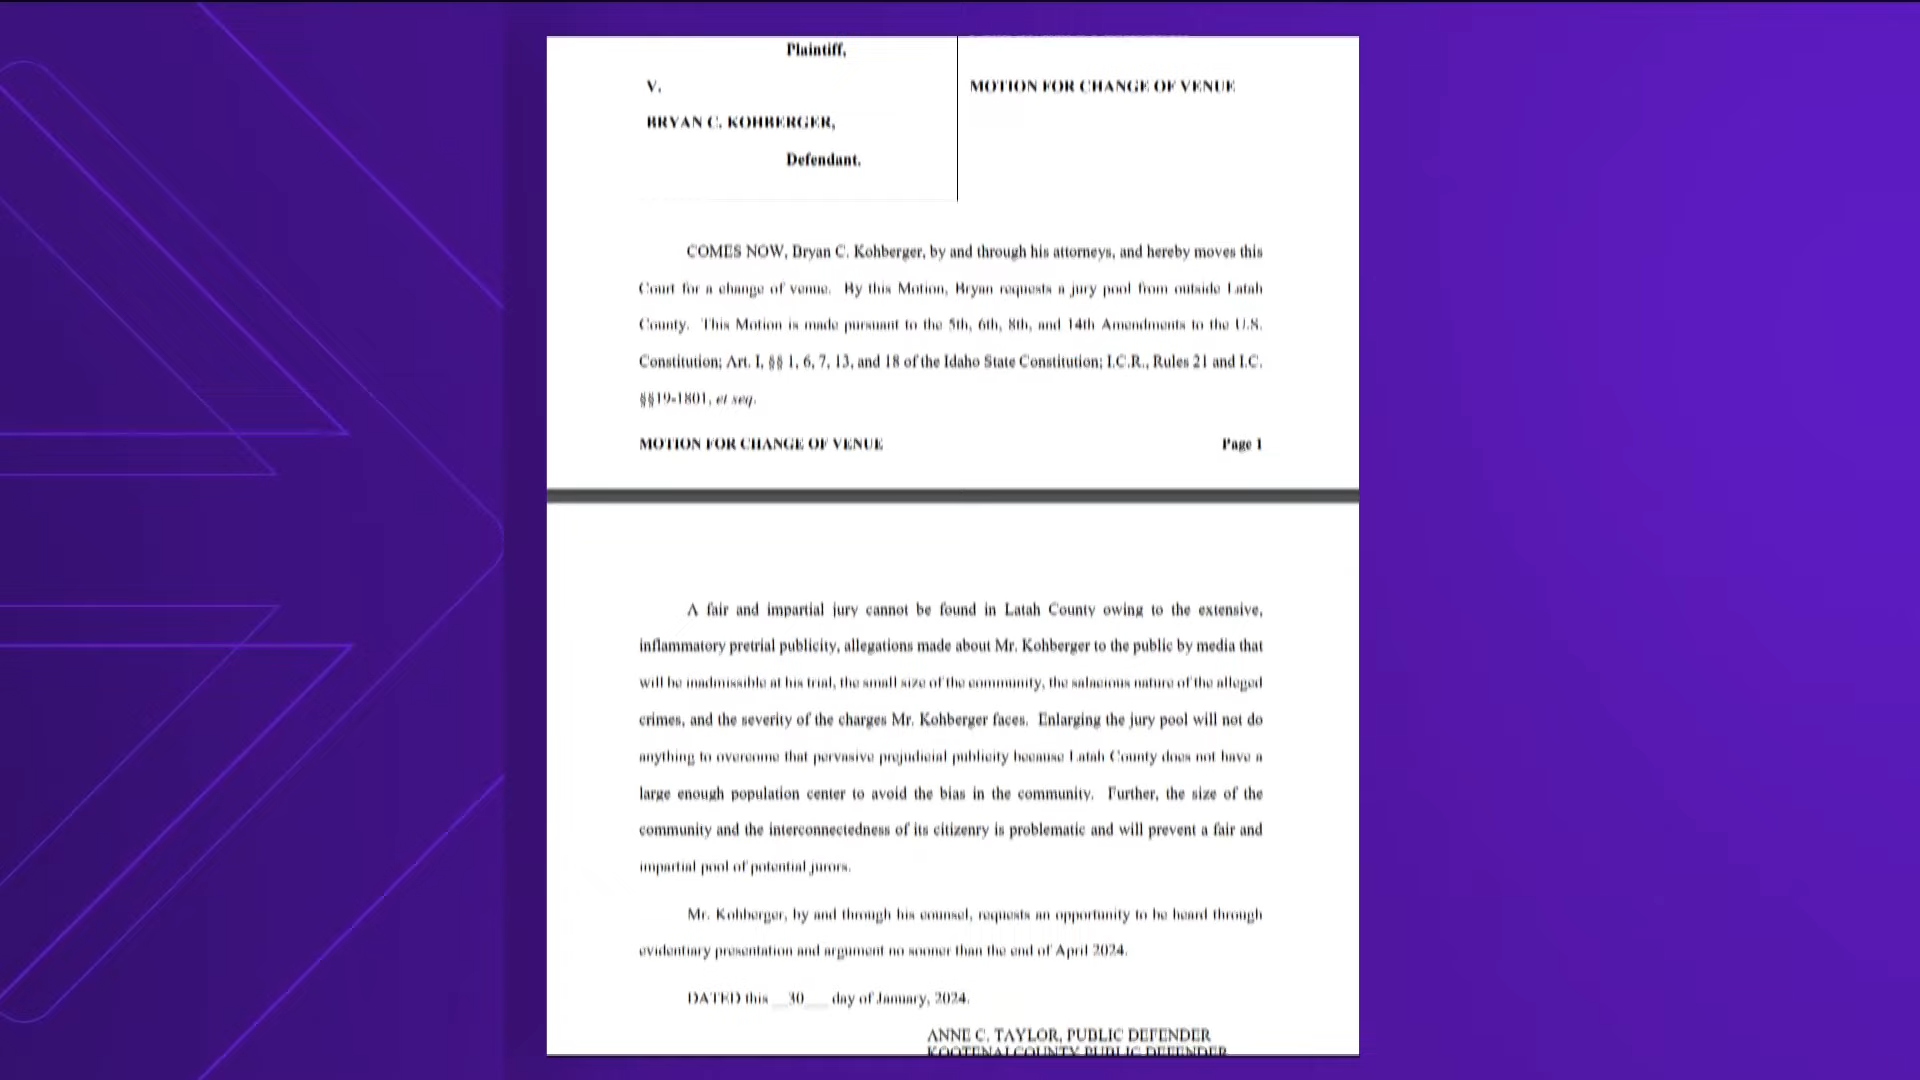 Plaintiff,
V.
MOTION FOR CHANGE OF VENUE
BRYAN C. KOHBERGER,
Defendant.
COMES NOW, Bryan C. Kohberger, by and through his attorneys, and hereby moves this
Court for a change of venue. By this Motion, Bryan requests a jury pool from outside Latah
County. This Motion is made pursuant to the 5th, 6th, 8th, and 14th Amendments to the U.S.
Constitution; Art. I, §§ 1, 6, 7, 13, and 18 of the Idaho State Constitution; I.C.R., Rules 21 and I.C.
§§19-1801, et seq.
MOTION FOR CHANGE OF VENUE Page 1
A fair and impartial jury cannot be found in Latah County owing to the extensive,
inflammatory pretrial publicity, allegations made about Mr. Kohberger to the public by media that
will be inadmissible at his trial, the small size of the community, the salacious nature of the alleged
crimes, and the severity of the charges Mr. Kohberger faces. Enlarging the jury pool will not do
anything to overcome that pervasive prejudicial publicity because Latah County does not have a
large enough population center to avoid the bias in the community. Further, the size of the
community and the interconnectedness of its citizenry is problematic and will prevent a fair and
impartial pool of potential jurors.
Mr. Kohberger, by and through his counsel, requests an opportunity to be heard through
evidentiary presentation and argument no sooner than the end of April 2024.
DATED this __30___ day of January, 2024.
ANNE C. TAYLOR, PUBLIC DEFENDER
KOOTENAI COUNTY PUBLIC DEFENDER